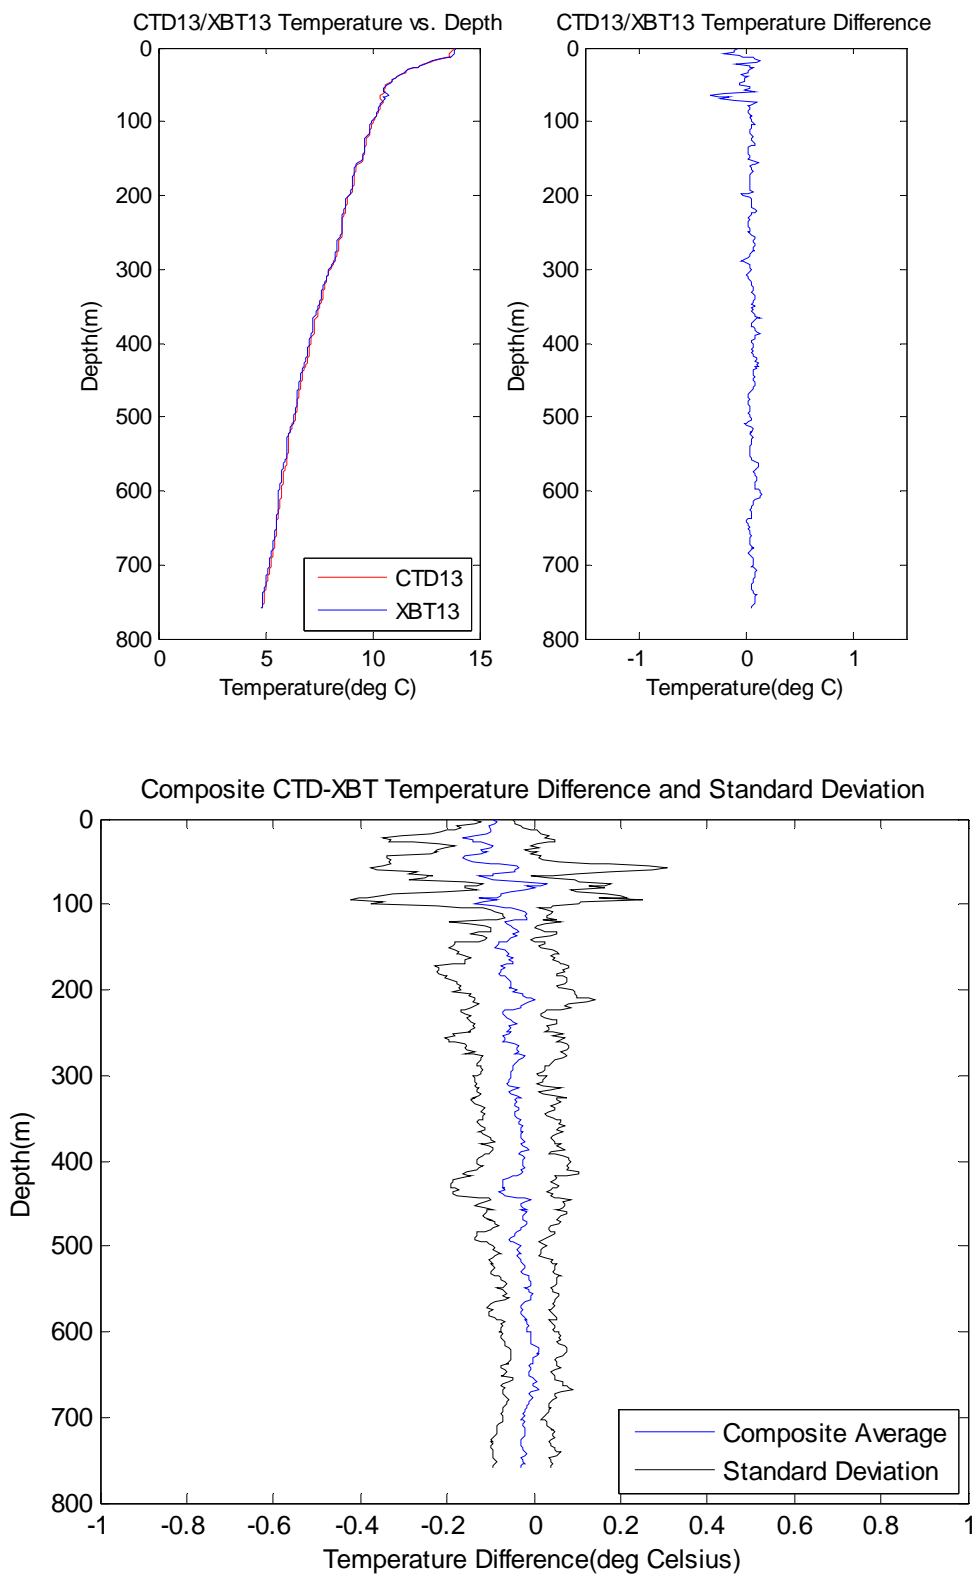 CTD13/XBT13 Temperature vs. Depth
0
100
200
300
400
500
600
700
800
Depth(m)
CTD13
XBT13
0 5 10 15
Temperature(deg C)
CTD13/XBT13 Temperature Difference
0
100
200
300
400
500
600
700
800
Depth(m)
-1 0 1
Temperature(deg C)
Composite CTD-XBT Temperature Difference and Standard Deviation
0
100
200
300
400
500
600
700
800
Depth(m)
Composite Average
Standard Deviation
-1 -0.8 -0.6 -0.4 -0.2 0 0.2 0.4 0.6 0.8 1
Temperature Difference(deg Celsius)